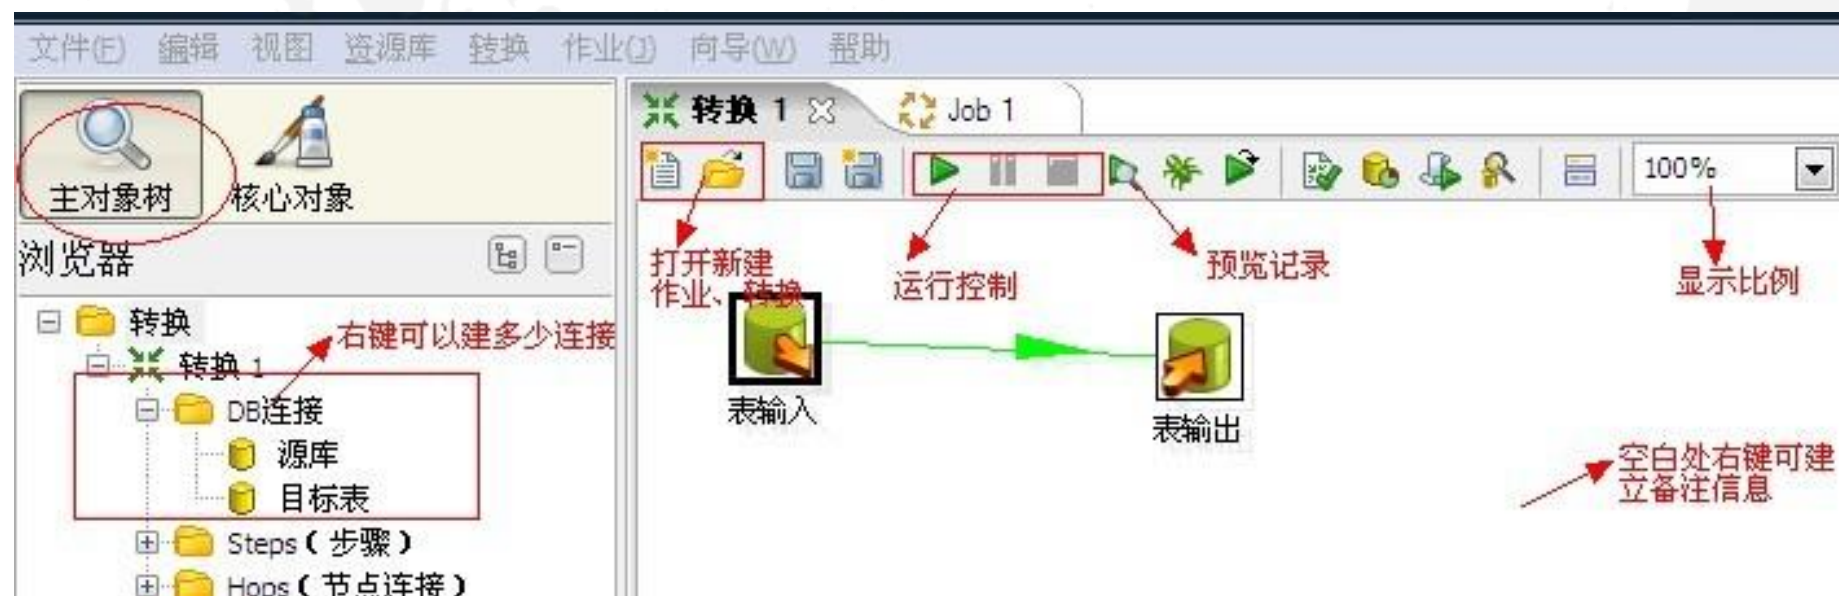 文件(F) 编辑 视图 资源库 转换 作业(J) 向导(W) 帮助
主对象树 核心对象
浏览器
转换
转换 1
DB连接
源库
目标表
Steps ( 步骤 )
Hops ( 节点连接 )
右键可以建多少连接
转换 1 Job 1
100%
打开新建
作业、转换
运行控制
预览记录
显示比例
表输入
表输出
空白处右键可建
立备注信息